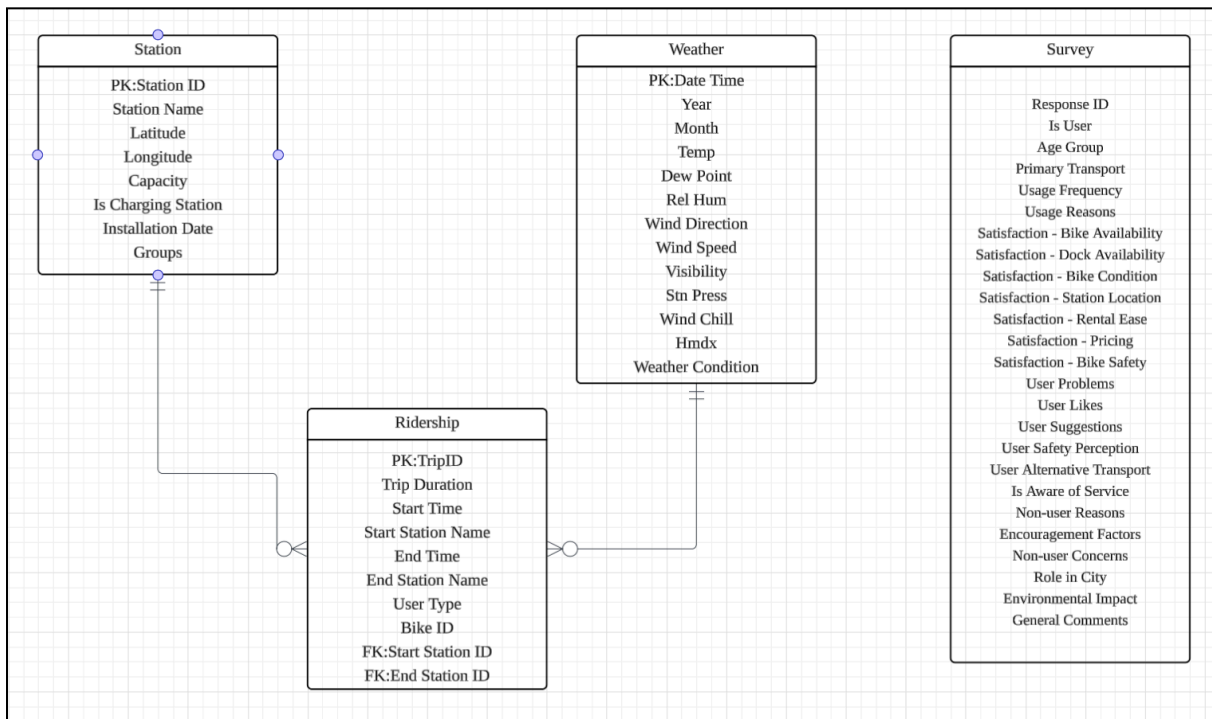 Station
PK:Station ID
Station Name
Latitude
Longitude
Capacity
Is Charging Station
Installation Date
Groups
Weather
PK:Date Time
Year
Month
Temp
Dew Point
Rel Hum
Wind Direction
Wind Speed
Visibility
Stn Press
Wind Chill
Hmdx
Weather Condition
Survey
Response ID
Is User
Age Group
Primary Transport
Usage Frequency
Usage Reasons
Satisfaction - Bike Availability
Satisfaction - Dock Availability
Satisfaction - Bike Condition
Satisfaction - Station Location
Satisfaction - Rental Ease
Satisfaction - Pricing
Satisfaction - Bike Safety
User Problems
User Likes
User Suggestions
User Safety Perception
User Alternative Transport
Is Aware of Service
Non-user Reasons
Encouragement Factors
Non-user Concerns
Role in City
Environmental Impact
General Comments
Ridership
PK:TripID
Trip Duration
Start Time
Start Station Name
End Time
End Station Name
User Type
Bike ID
FK:Start Station ID
FK:End Station ID